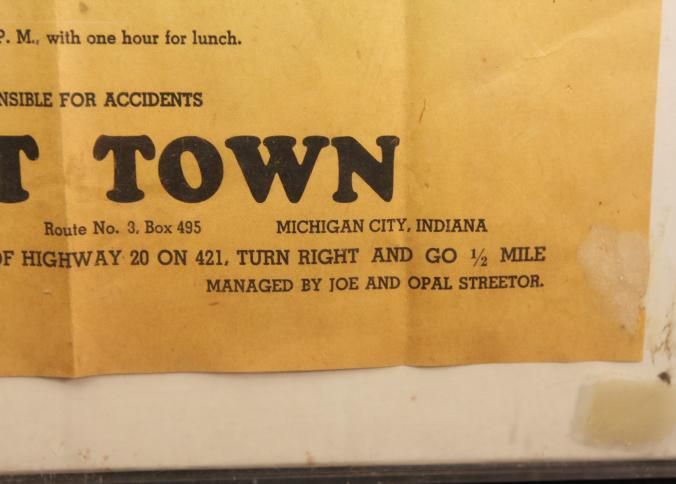 P. M., with one hour for lunch.
NSIBLE FOR ACCIDENTS
T TOWN
Route No. 3, Box 495 MICHIGAN CITY, INDIANA
OF HIGHWAY 20 ON 421, TURN RIGHT AND GO ½ MILE
MANAGED BY JOE AND OPAL STREETOR.